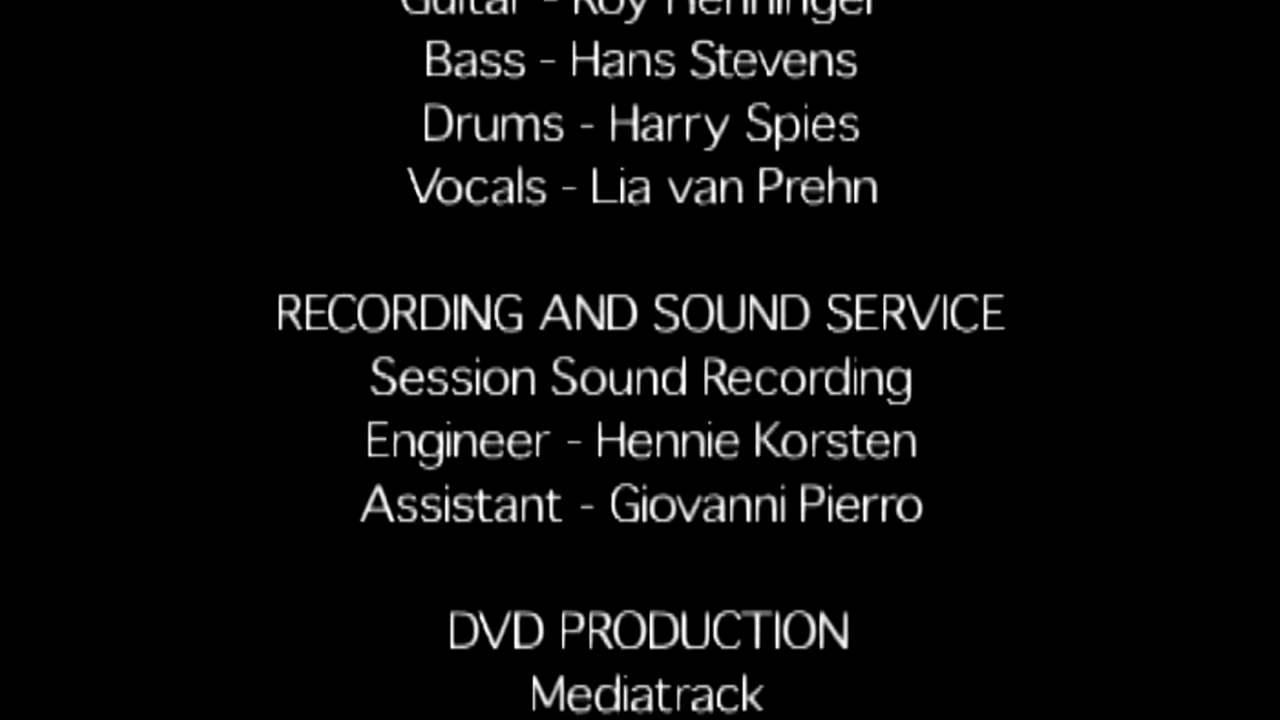 Guitar - Roy Henninger
Bass - Hans Stevens
Drums - Harry Spies
Vocals - Lia van Prehn
RECORDING AND SOUND SERVICE
Session Sound Recording
Engineer - Hennie Korsten
Assistant - Giovanni Pierro
DVD PRODUCTION
Mediatrack